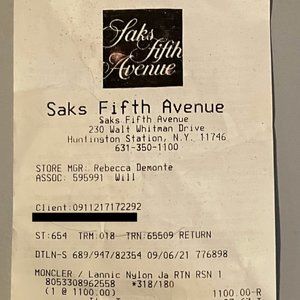 Saks
Fifth
Avenue
Saks Fifth Avenue
Saks Fifth Avenue
230 Walt Whitman Drive
Huntington Station, N.Y. 11746
631-350-1100
STORE MGR: Rebecca Demonte
ASSOC: 595991 Will
Client:0911217172292
ST:654 TRM:018 TRN:65509 RETURN
DTLN-S 689/947/82354 09/06/21 776898
MONCLER / Lannic Nylon Ja RTN RSN 1
8053308962558 *318/180
(1 @ 1100.00) 1100.00-R